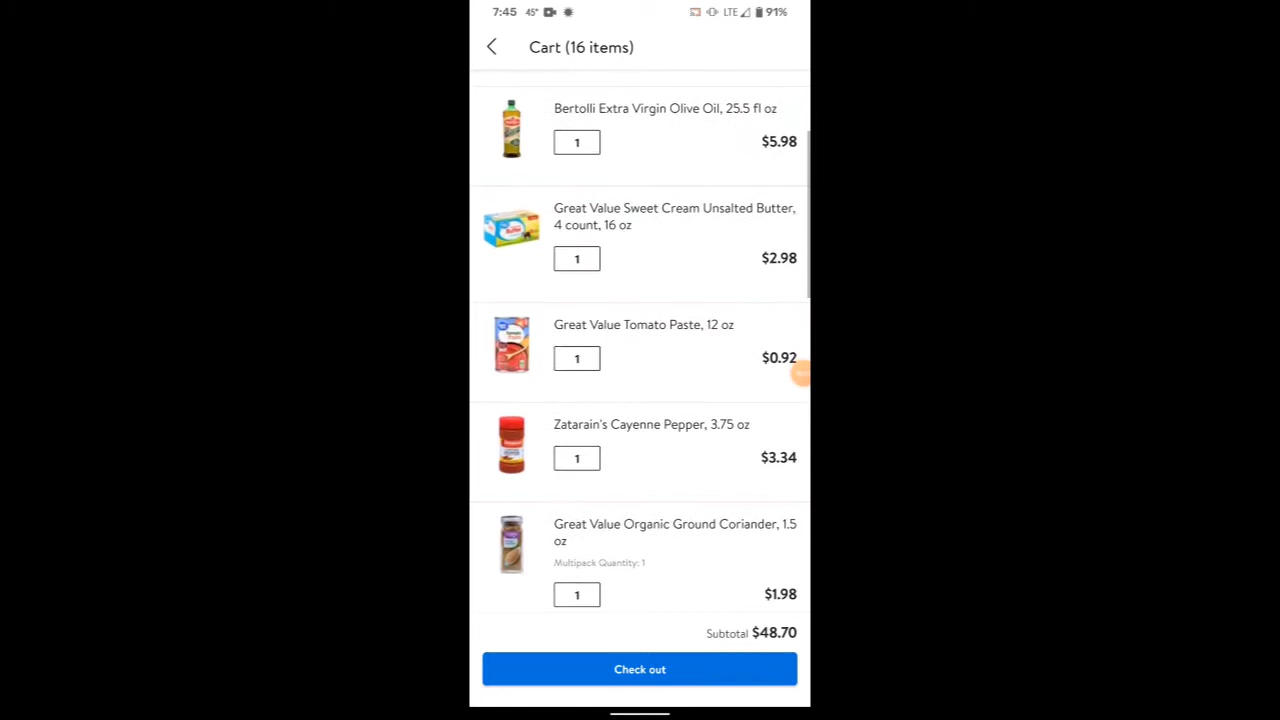 7:45 45° LTE 91%
Cart (16 items)
Bertolli Extra Virgin Olive Oil, 25.5 fl oz
1
$5.98
Great Value Sweet Cream Unsalted Butter,
4 count, 16 oz
1
$2.98
Great Value Tomato Paste, 12 oz
1
$0.92
Zatarain's Cayenne Pepper, 3.75 oz
1
$3.34
Great Value Organic Ground Coriander, 1.5
oz
Multipack Quantity: 1
1
$1.98
Subtotal $48.70
Check out